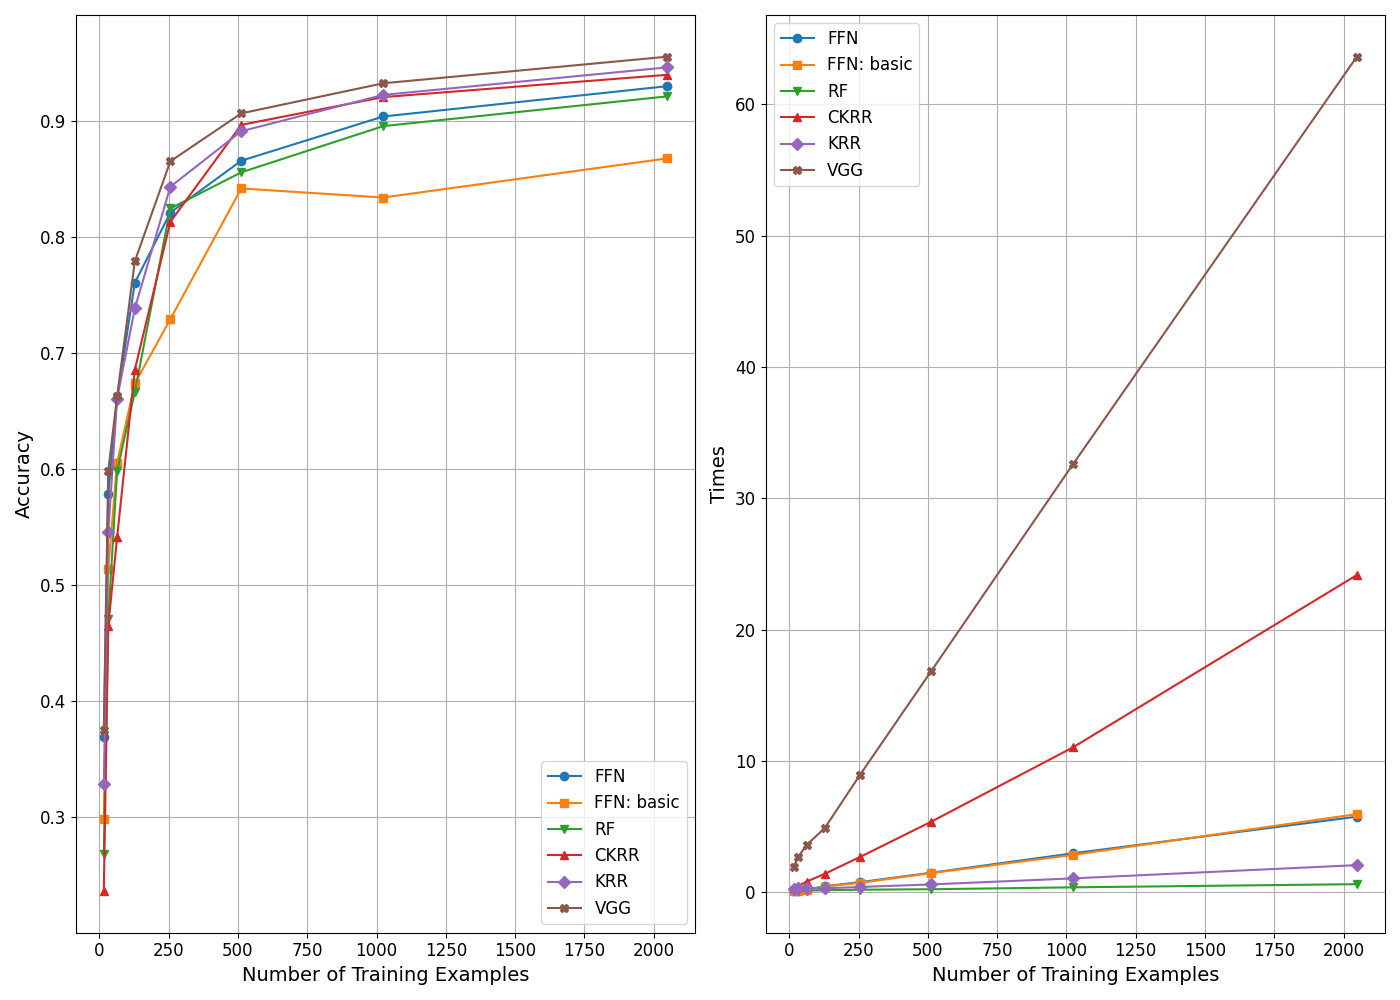 0.9
0.8
0.7
0.6
0.5
0.4
0.3
Accuracy
0 250 500 750 1000 1250 1500 1750 2000
Number of Training Examples
FFN
FFN: basic
RF
CKRR
KRR
VGG
60
50
40
30
20
10
0
Times
0 250 500 750 1000 1250 1500 1750 2000
Number of Training Examples
FFN
FFN: basic
RF
CKRR
KRR
VGG